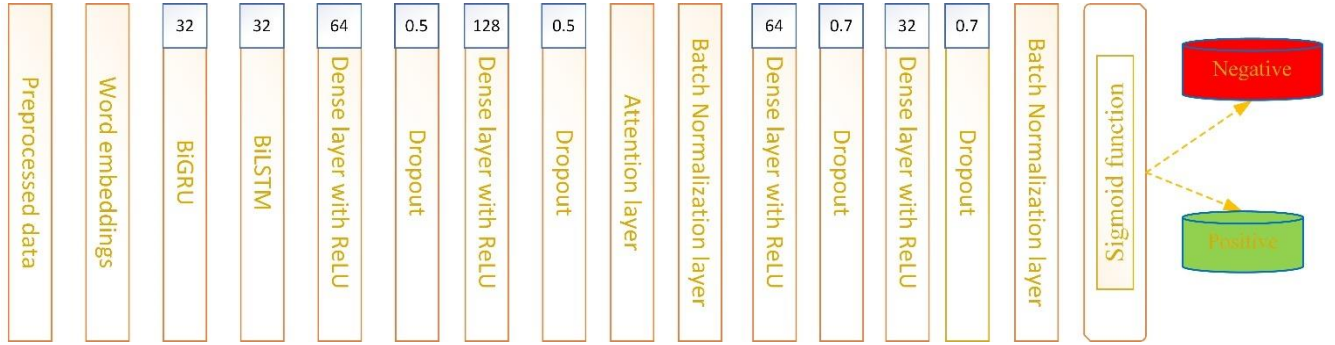 Preprocessed data
Word embeddings
32
BiGRU
32
BiLSTM
64
Dense layer with ReLU
0.5
Dropout
128
Dense layer with ReLU
0.5
Dropout
Attention layer
Batch Normalization layer
64
Dense layer with ReLU
0.7
Dropout
32
Dense layer with ReLU
0.7
Dropout
Batch Normalization layer
Sigmoid function
Negative
Positive